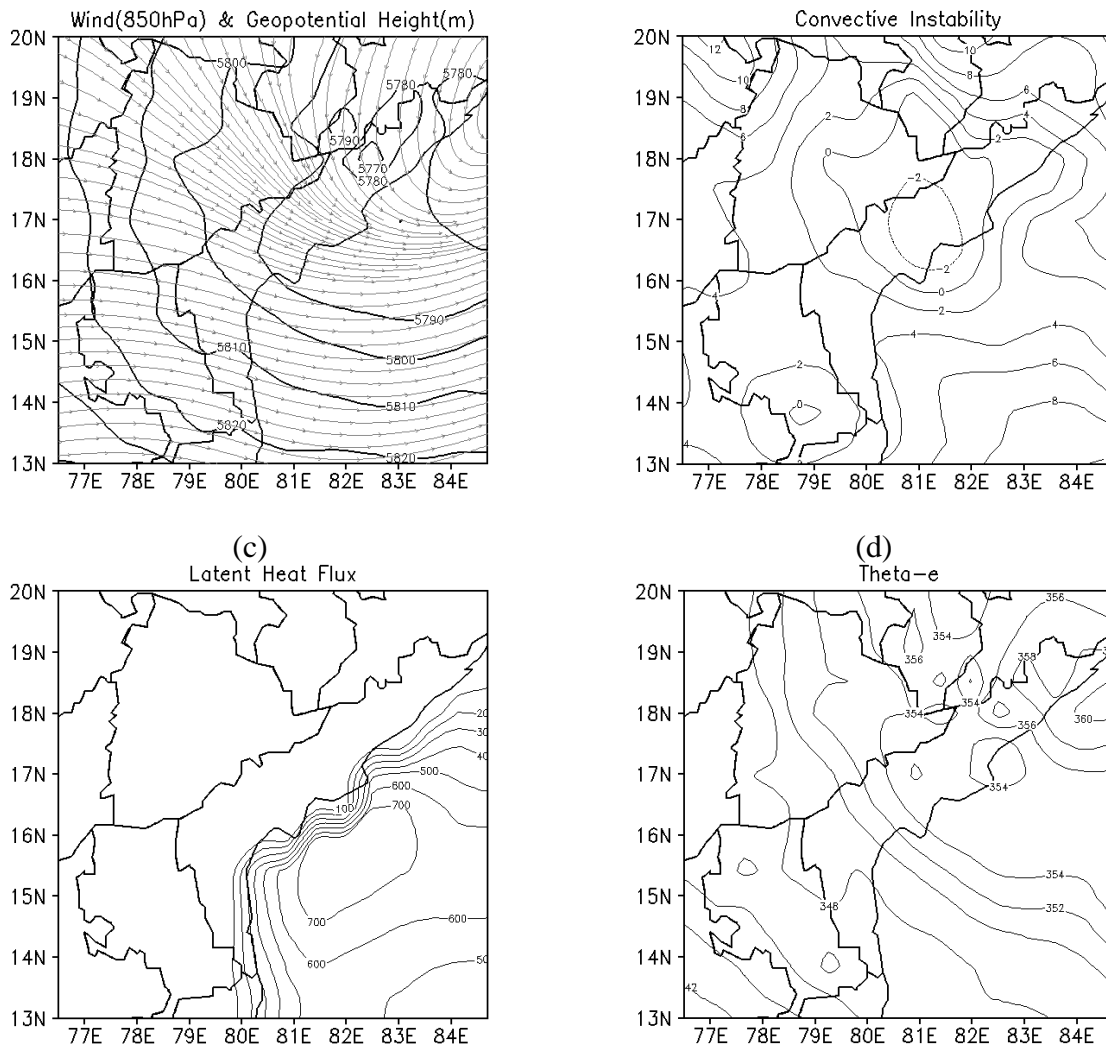 Wind(850hPa) & Geopotential Height(m)
20N
19N
18N
17N
16N
15N
14N
13N
77E 78E 79E 80E 81E 82E 83E 84E
5800
5780
5780
5790
5770
5780
5790
5810
5800
5810
5820
5820
Convective Instability
20N
19N
18N
17N
16N
15N
14N
13N
77E 78E 79E 80E 81E 82E 83E 84E
12
10
10
8
8
6
6
4
2
2
0
-2
-2
4
0
2
4
4
6
2
0
8
4
(c)
Latent Heat Flux
20N
19N
18N
17N
16N
15N
14N
13N
77E 78E 79E 80E 81E 82E 83E 84E
20
30
40
500
600
700
100
700
600
600
50
(d)
Theta-e
20N
19N
18N
17N
16N
15N
14N
13N
77E 78E 79E 80E 81E 82E 83E 84E
356
354
356
358
354
354
356
360
354
354
352
348
42